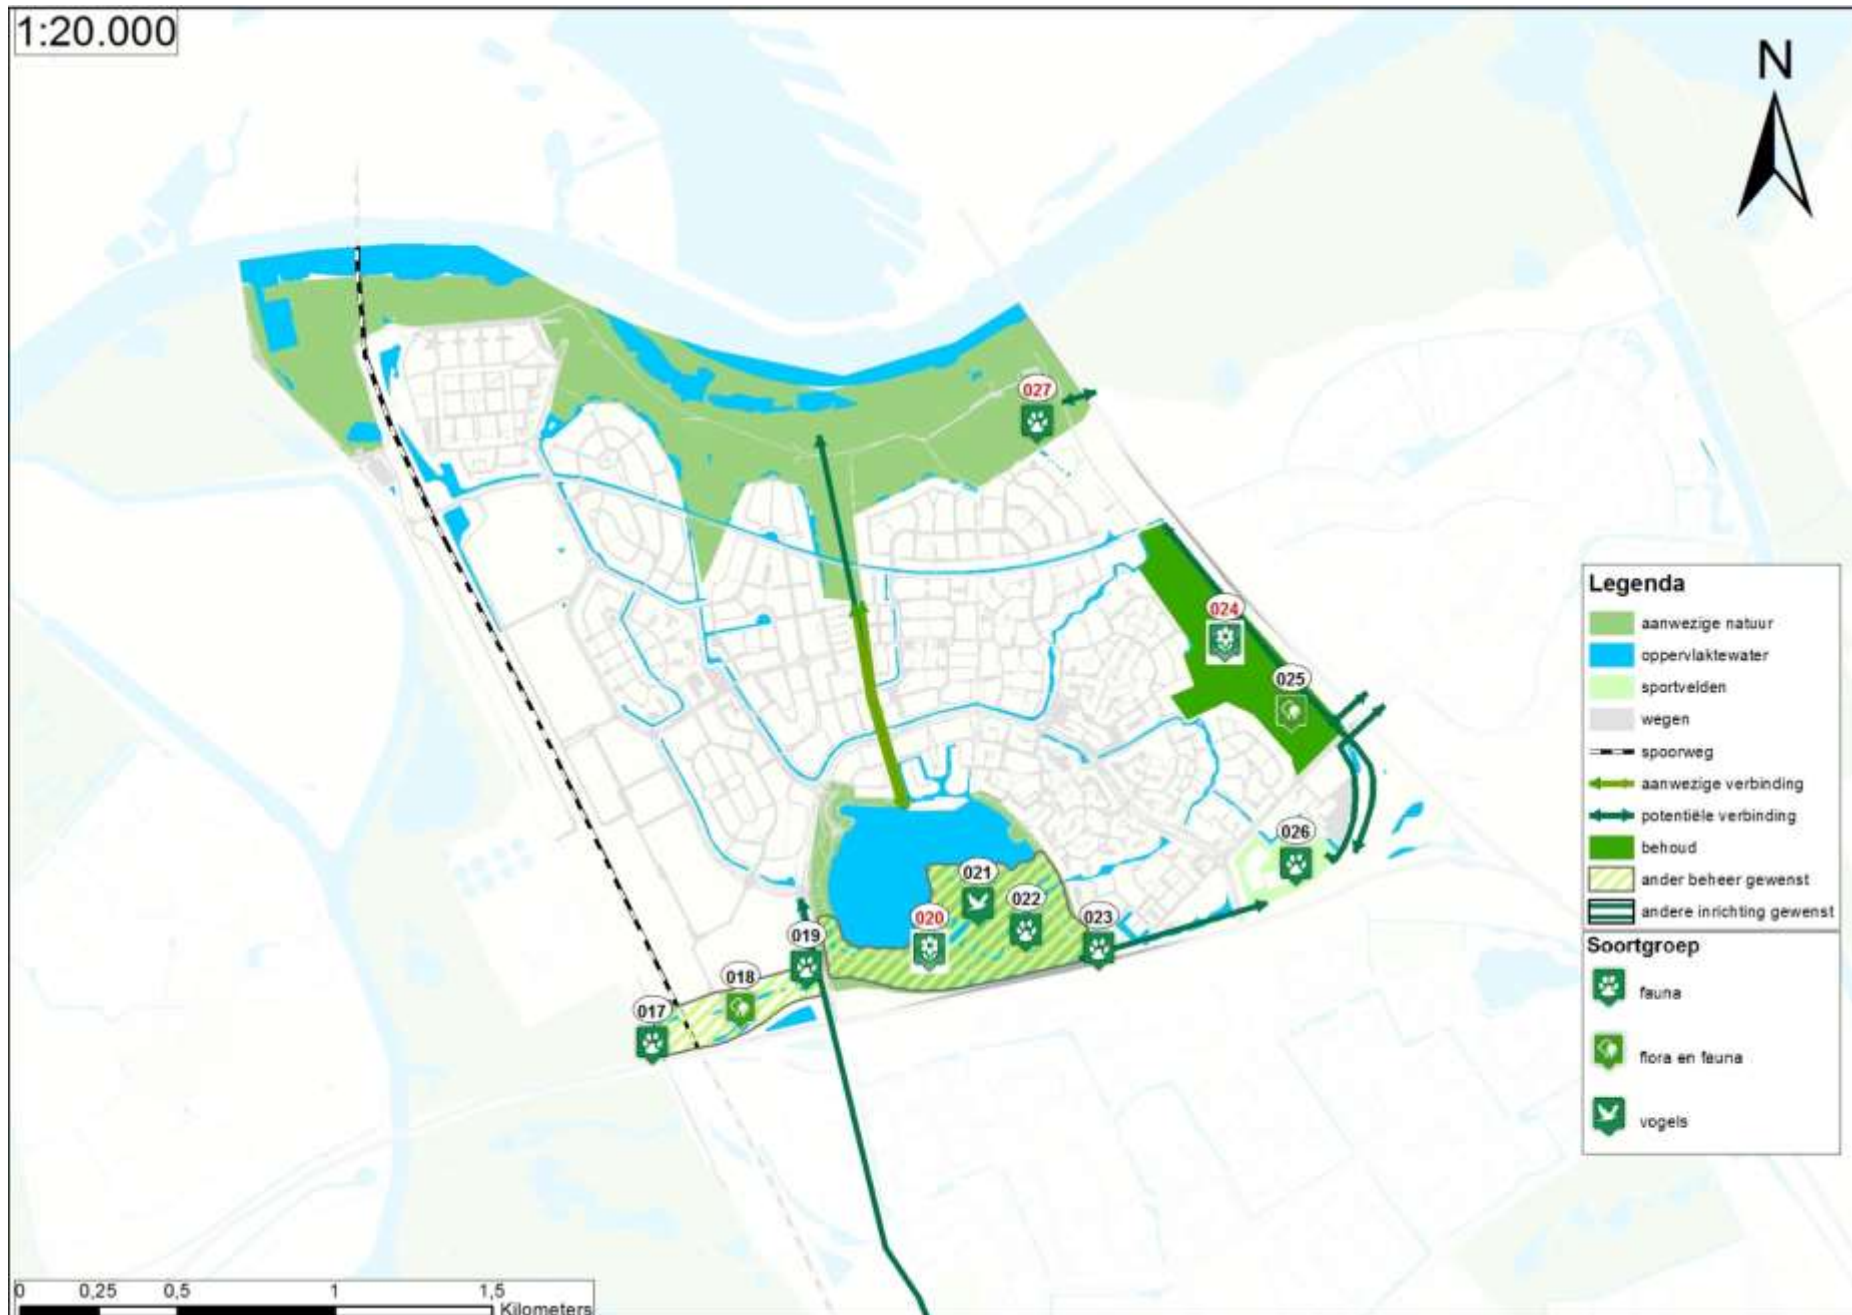 1:20.000
N
027
024
025
026
021
022
020
023
019
018
017
Legenda
aanwezige natuur
oppervlaktewater
sportvelden
wegen
spoorweg
aanwezige verbinding
potentiële verbinding
behoud
ander beheer gewenst
andere inrichting gewenst
Soortgroep
fauna
flora en fauna
vogels
0 0,25 0,5 1 1,5
Kilometers